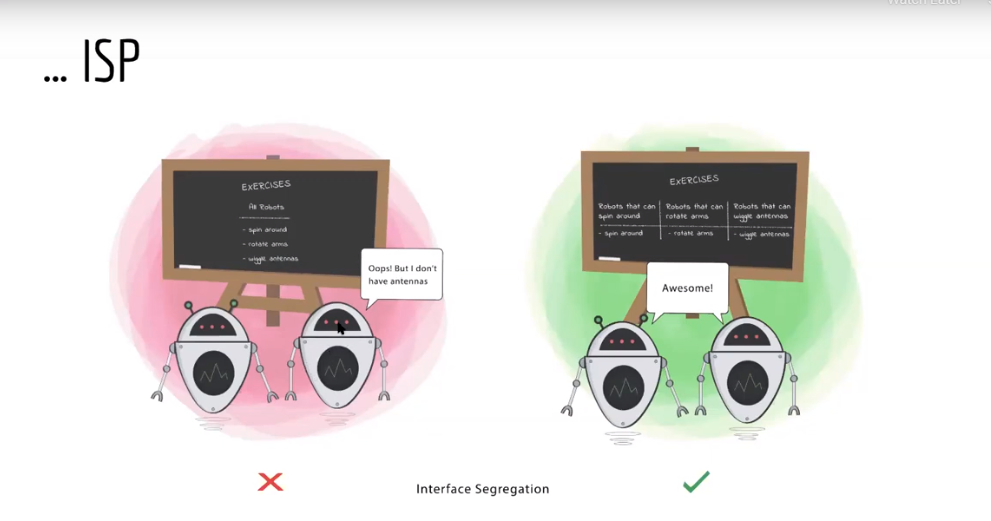 ... ISP
EXERCISES
All Robots
- spin around
- rotate arms
- wiggle antennas
Oops! But I don't
have antennas
EXERCISES
Robots that can
spin around
- spin around
Robots that can
rotate arms
- rotate arms
Robots that can
wiggle antennas
- wiggle antennas
Awesome!
Interface Segregation